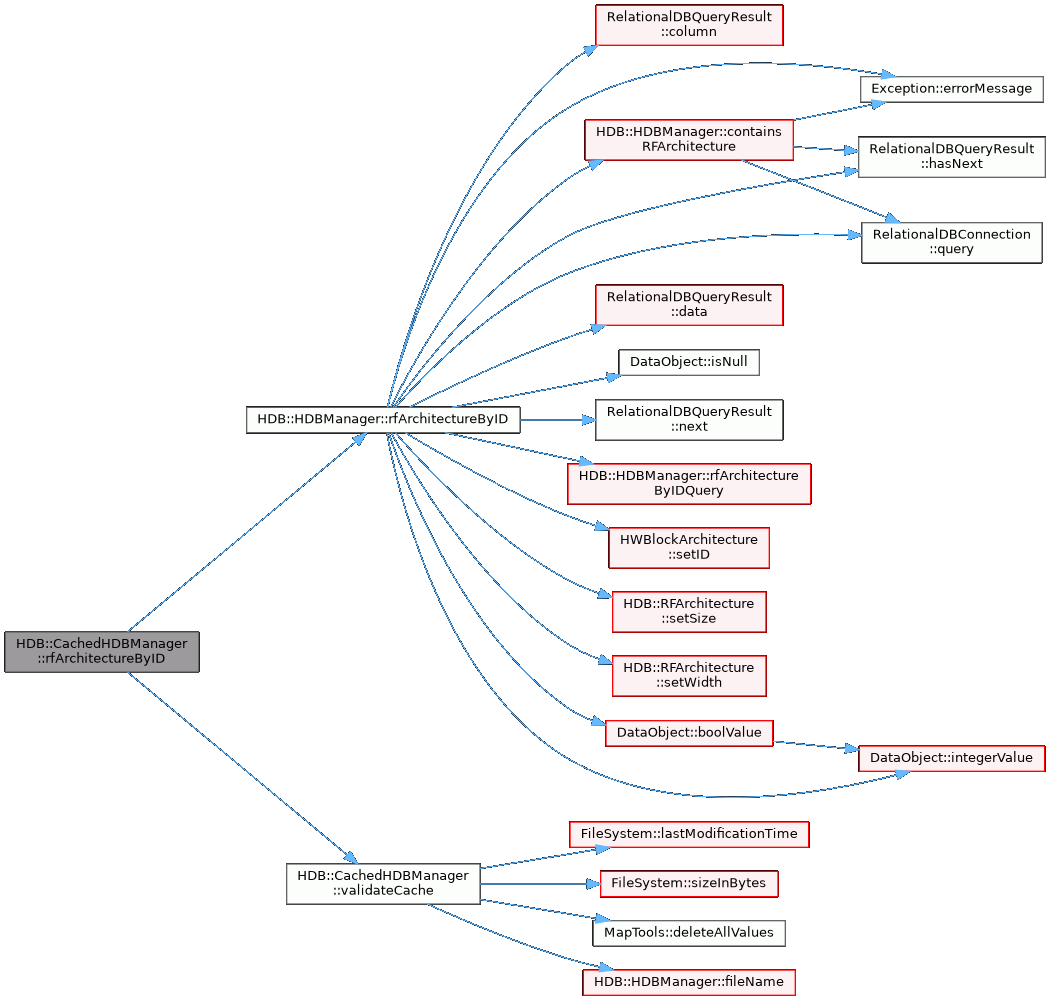 RelationalDBQueryResult
::column
Exception::errorMessage
HDB::HDBManager::contains
RFArchitecture
RelationalDBQueryResult
::hasNext
RelationalDBConnection
::query
RelationalDBQueryResult
::data
DataObject::isNull
HDB::HDBManager::rfArchitectureByID
RelationalDBQueryResult
::next
HDB::HDBManager::rfArchitecture
ByIDQuery
HWBlockArchitecture
::setID
HDB::RFArchitecture
::setSize
HDB::CachedHDBManager
::rfArchitectureByID
HDB::RFArchitecture
::setWidth
DataObject::boolValue
DataObject::integerValue
FileSystem::lastModificationTime
HDB::CachedHDBManager
::validateCache
FileSystem::sizeInBytes
MapTools::deleteAllValues
HDB::HDBManager::fileName